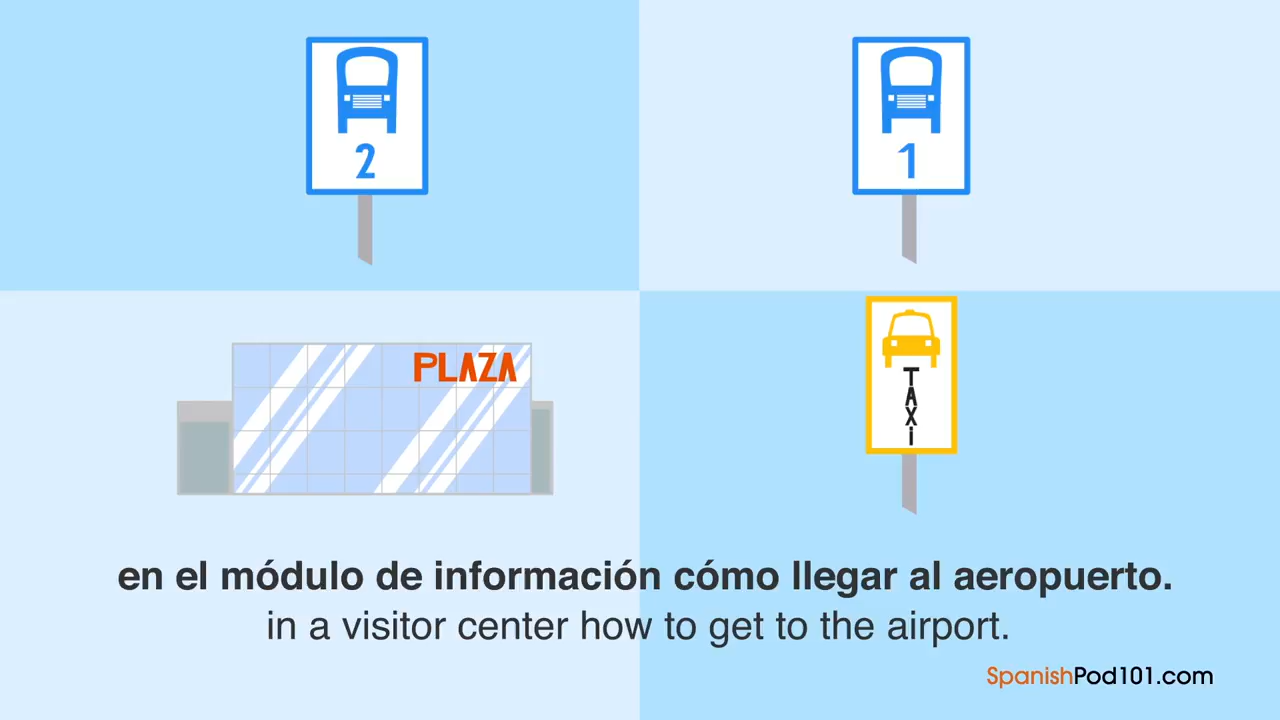 2
1
PLAZA
TAXi
en el módulo de información cómo llegar al aeropuerto.
in a visitor center how to get to the airport.
SpanishPod101.com